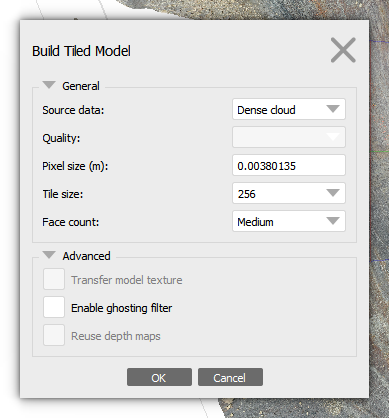 Build Tiled Model
General
Source data: Dense cloud
Quality:
Pixel size (m): 0.00380135
Tile size: 256
Face count: Medium
Advanced
Transfer model texture
Enable ghosting filter
Reuse depth maps
OK Cancel